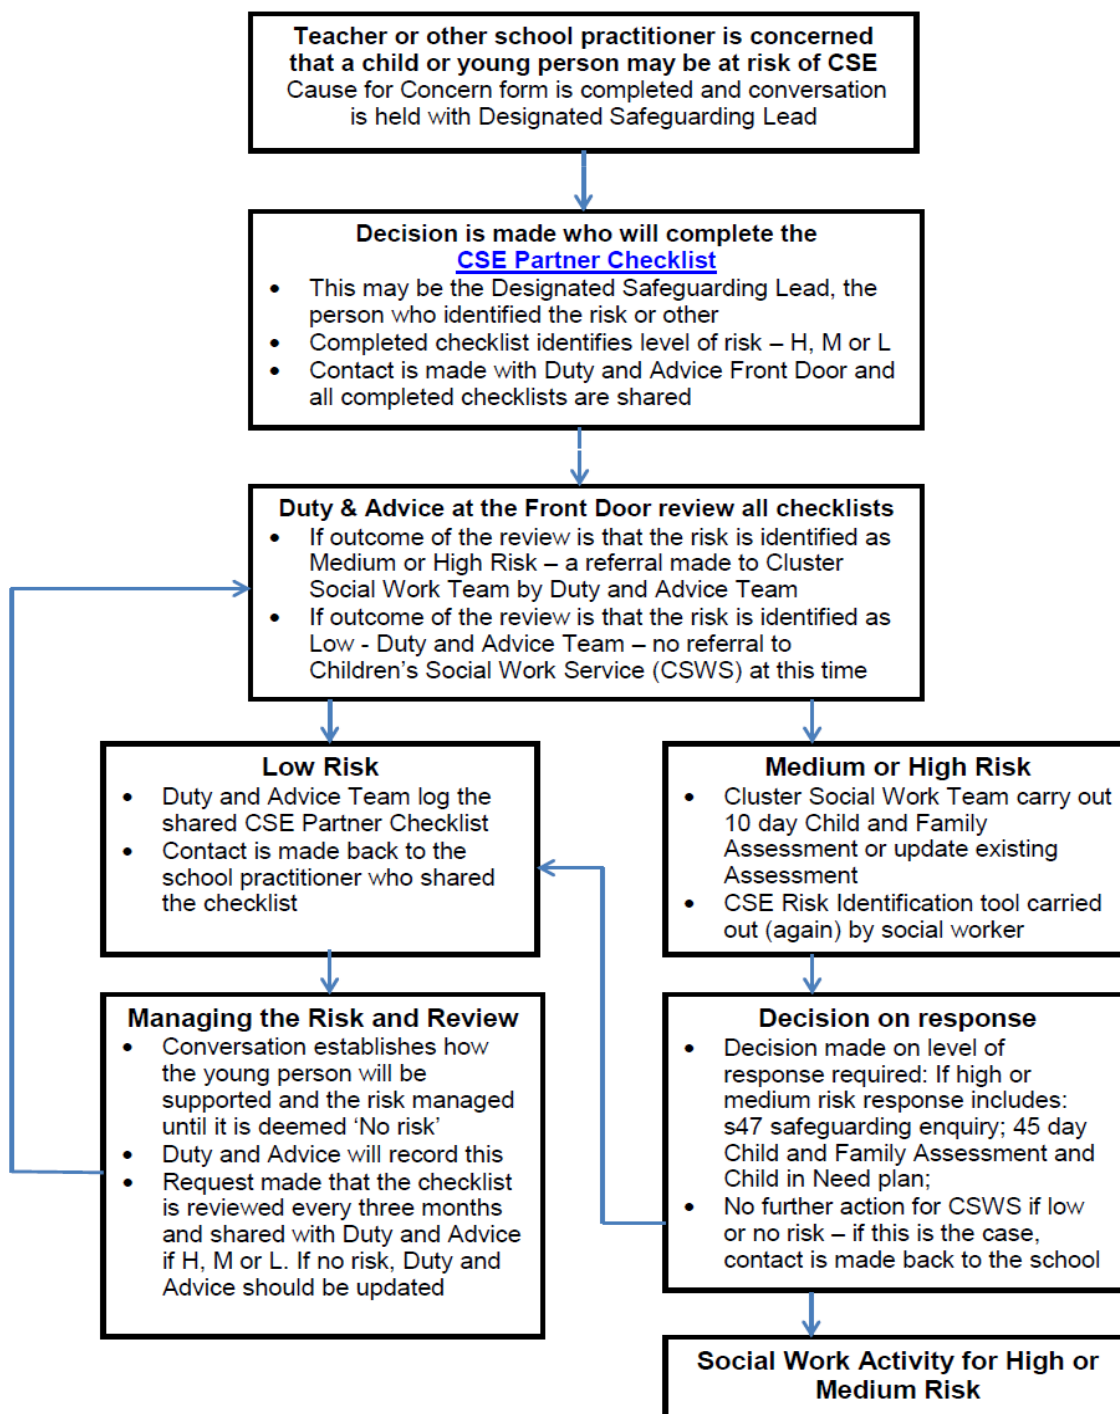 Teacher or other school practitioner is concerned
that a child or young person may be at risk of CSE
Cause for Concern form is completed and conversation
is held with Designated Safeguarding Lead
Decision is made who will complete the
CSE Partner Checklist
• This may be the Designated Safeguarding Lead, the
person who identified the risk or other
• Completed checklist identifies level of risk – H, M or L
• Contact is made with Duty and Advice Front Door and
all completed checklists are shared
Duty & Advice at the Front Door review all checklists
• If outcome of the review is that the risk is identified as
Medium or High Risk – a referral made to Cluster
Social Work Team by Duty and Advice Team
• If outcome of the review is that the risk is identified as
Low - Duty and Advice Team – no referral to
Children's Social Work Service (CSWS) at this time
Low Risk
• Duty and Advice Team log the
shared CSE Partner Checklist
• Contact is made back to the
school practitioner who shared
the checklist
Medium or High Risk
• Cluster Social Work Team carry out
10 day Child and Family
Assessment or update existing
Assessment
• CSE Risk Identification tool carried
out (again) by social worker
Managing the Risk and Review
• Conversation establishes how
the young person will be
supported and the risk managed
until it is deemed 'No risk'
• Duty and Advice will record this
• Request made that the checklist
is reviewed every three months
and shared with Duty and Advice
if H, M or L. If no risk, Duty and
Advice should be updated
Decision on response
• Decision made on level of
response required: If high or
medium risk response includes:
s47 safeguarding enquiry; 45 day
Child and Family Assessment and
Child in Need plan;
• No further action for CSWS if low
or no risk – if this is the case,
contact is made back to the school
Social Work Activity for High or
Medium Risk